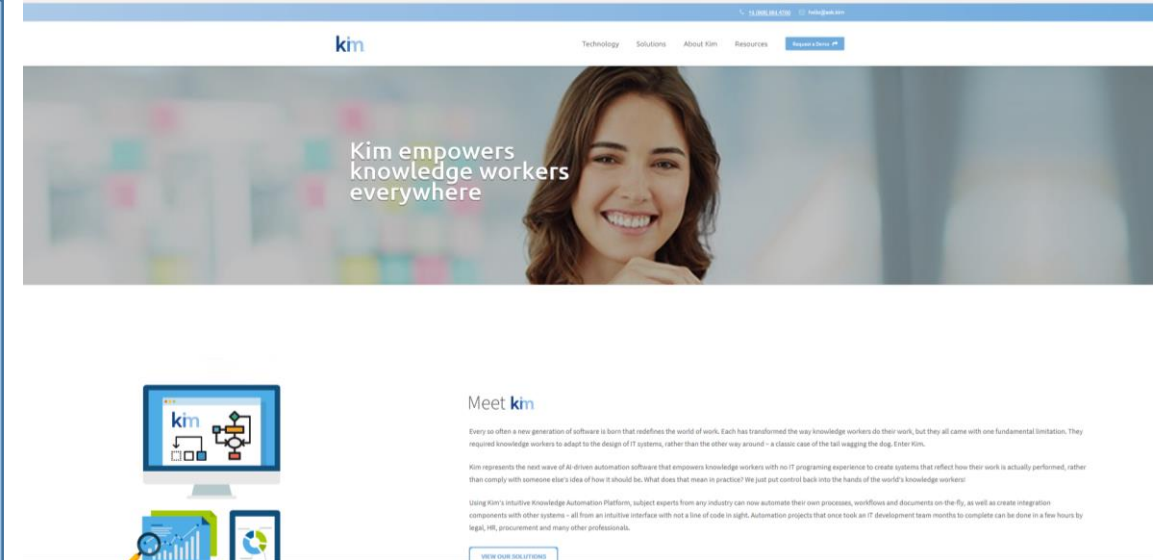 hello@ask.kim
kim
Technology Solutions About Kim Resources Request a Demo
Kim empowers
knowledge workers
everywhere
kim
Meet kim
Every so often a new generation of software is born that redefines the world of work. Each has transformed the way knowledge workers do their work, but they all came with one fundamental limitation. They
required knowledge workers to adapt to the design of IT systems, rather than the other way around – a classic case of the tail wagging the dog. Enter Kim.
Kim represents the next wave of AI-driven automation software that empowers knowledge workers with no IT programing experience to create systems that reflect how their work is actually performed, rather
than comply with someone else's idea of how it should be. What does that mean in practice? We just put control back into the hands of the world's knowledge workers!
Using Kim's intuitive Knowledge Automation Platform, subject experts from any industry can now automate their own processes, workflows and documents on-the-fly, as well as create integration
components with other systems – all from an intuitive interface with not a line of code in sight. Automation projects that once took an IT development team months to complete can be done in a few hours by
legal, HR, procurement and many other professionals.
VIEW OUR SOLUTIONS